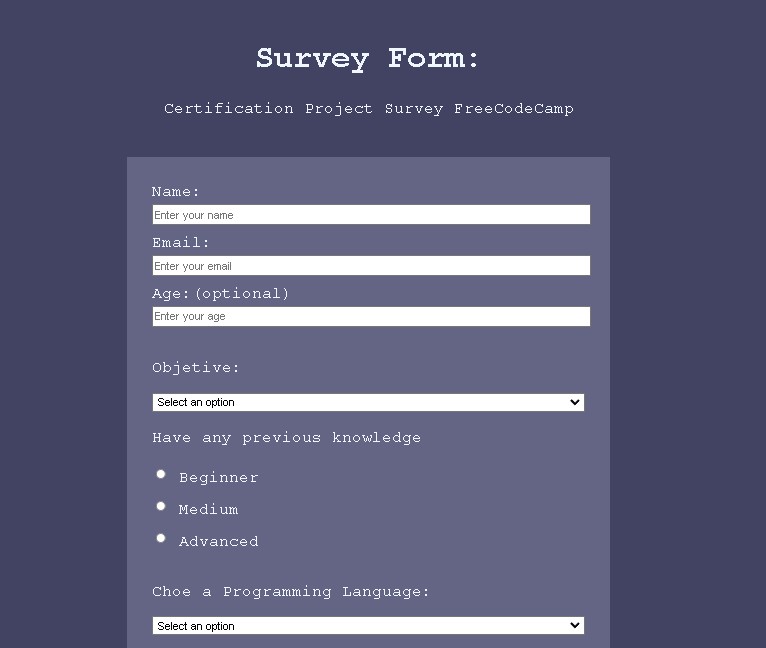 Survey Form:
Certification Project Survey FreeCodeCamp
Name:
Enter your name
Email:
Enter your email
Age:(optional)
Enter your age
Objetive:
Select an option
Have any previous knowledge
Beginner
Medium
Advanced
Choe a Programming Language:
Select an option